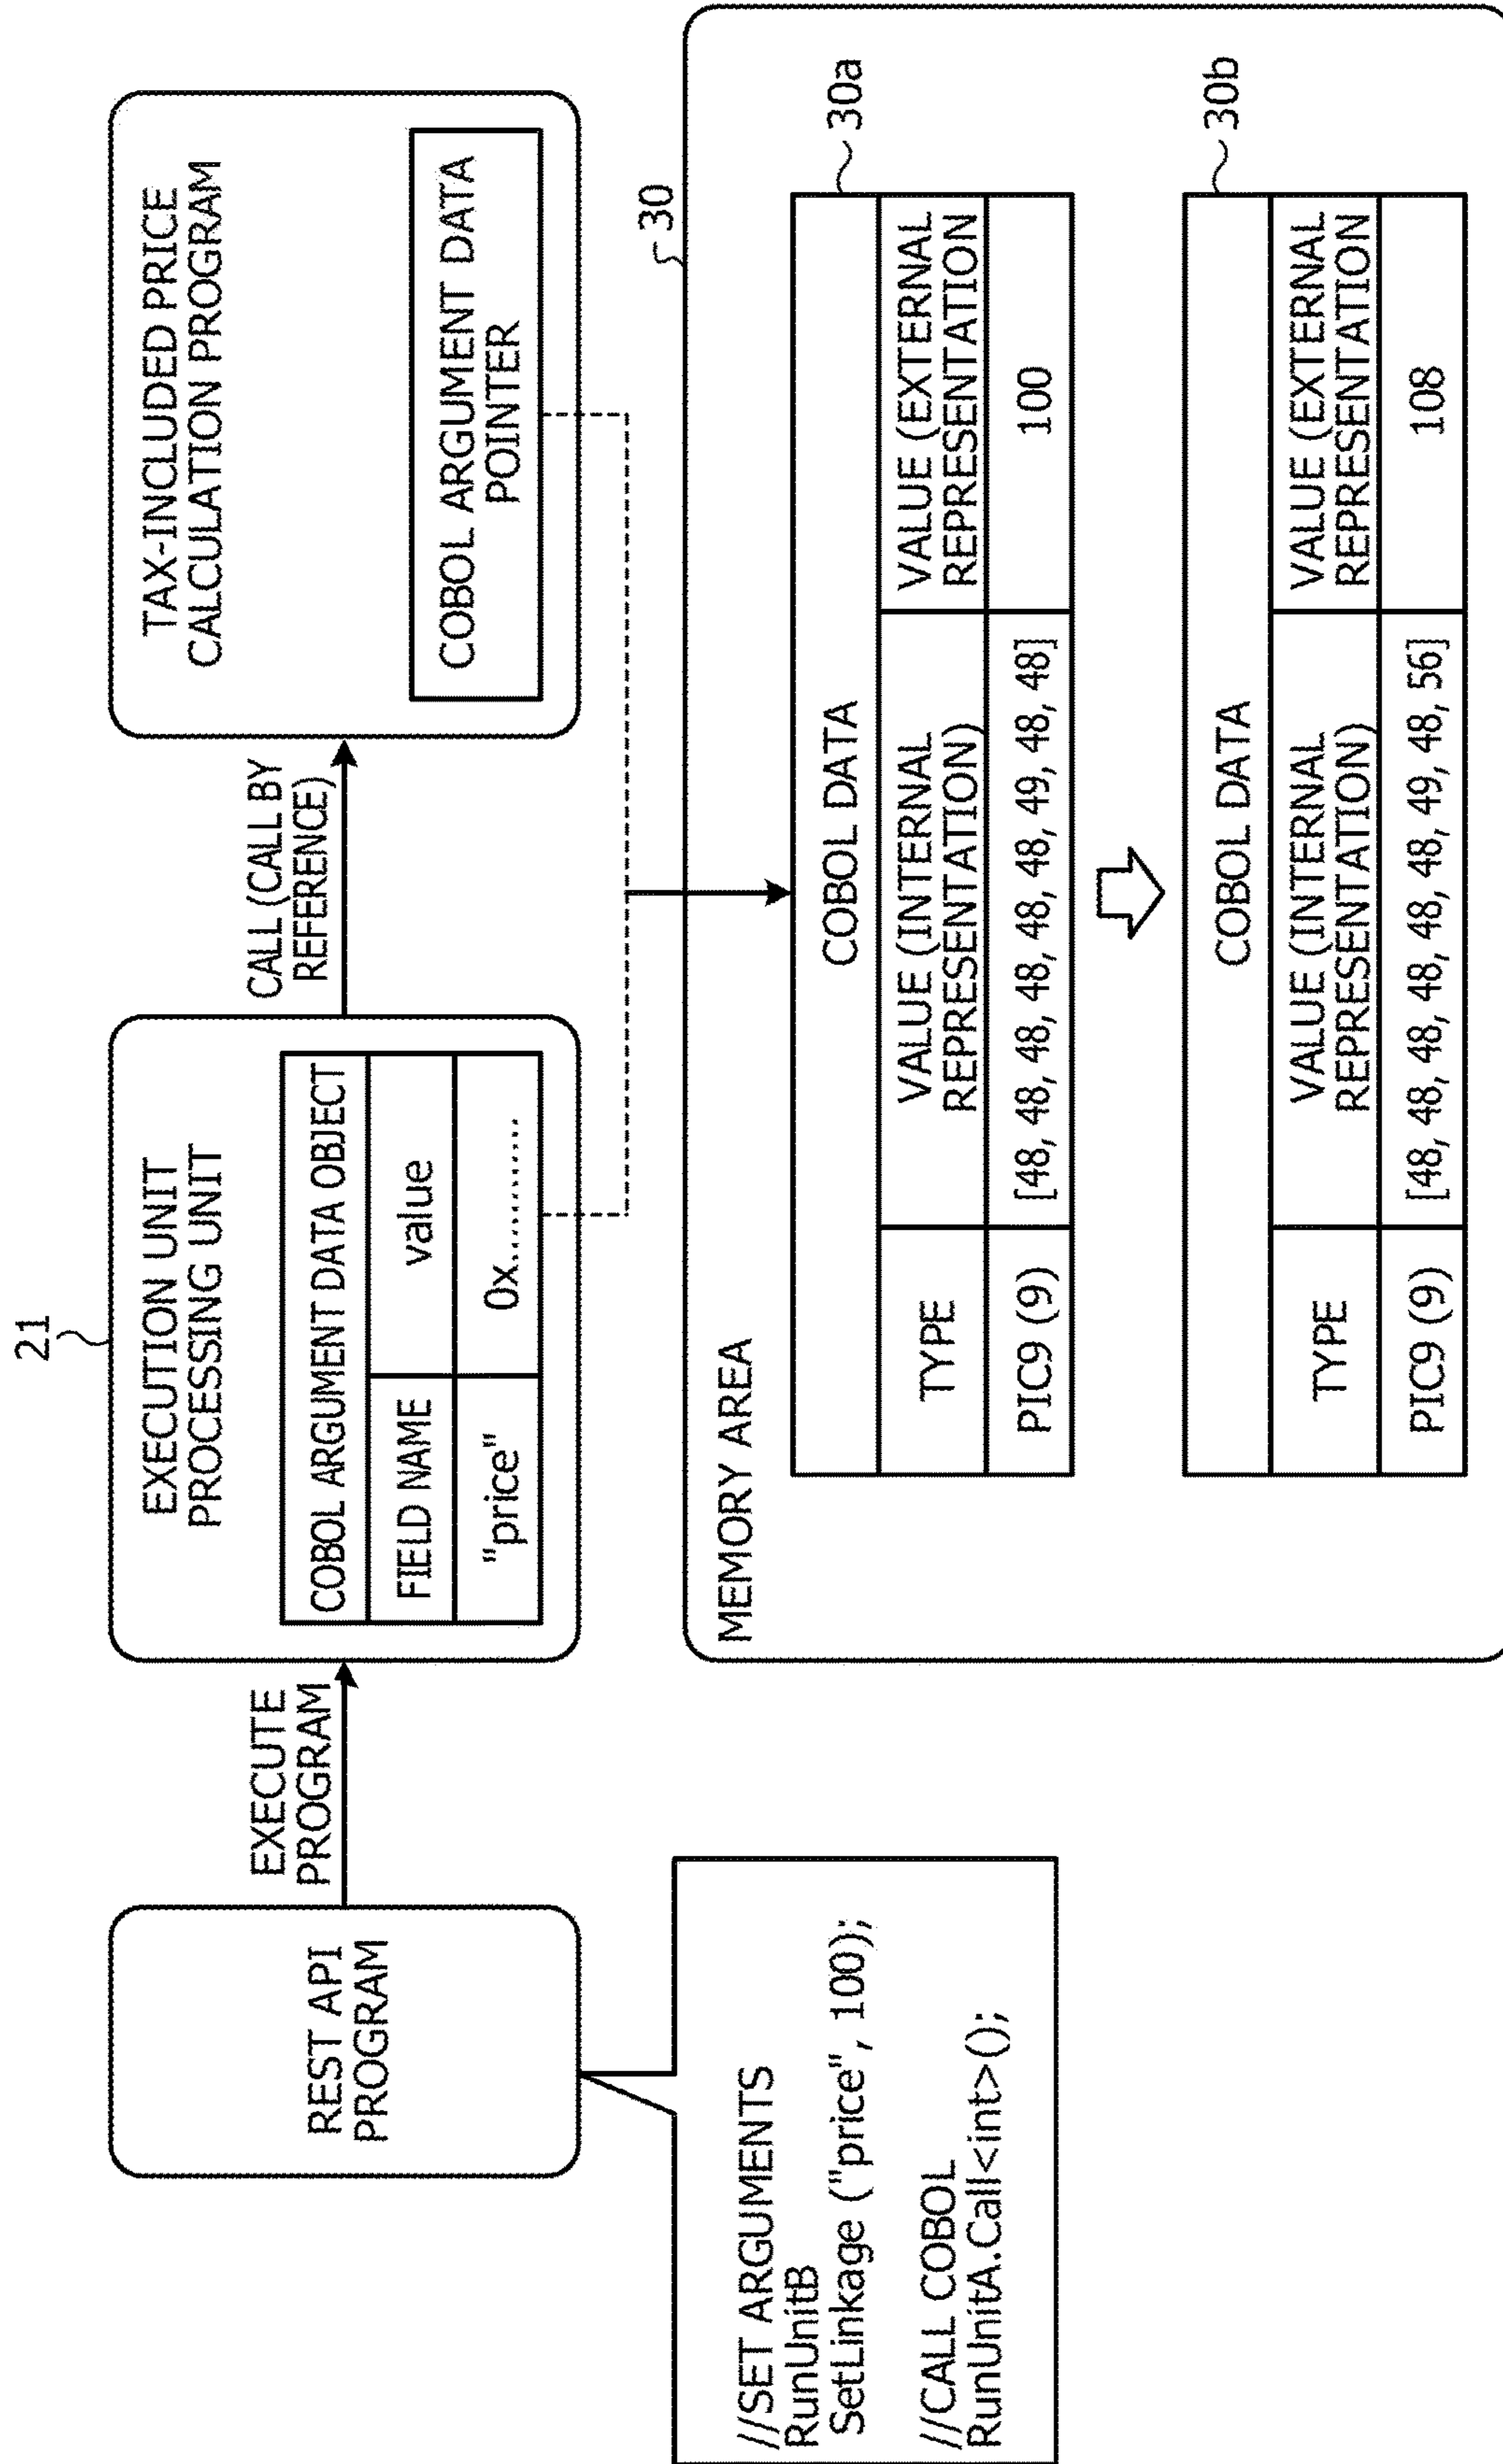 REST API
PROGRAM
//SET ARGUMENTS
RunUnitB
SetLinkage ("price", 100);
//CALL COBOL
RunUnitA.Call<int>();
EXECUTE
PROGRAM
21
EXECUTION UNIT
PROCESSING UNIT
COBOL ARGUMENT DATA OBJECT
FIELD NAME
value
"price"
0x..........
CALL (CALL BY
REFERENCE)
TAX-INCLUDED PRICE
CALCULATION PROGRAM
COBOL ARGUMENT DATA
POINTER
30
MEMORY AREA
30a
COBOL DATA
TYPE
VALUE (INTERNAL
REPRESENTATION)
VALUE (EXTERNAL
REPRESENTATION
PIC9 (9)
[48, 48, 48, 48, 48, 48, 49, 48, 48]
100
30b
COBOL DATA
TYPE
VALUE (INTERNAL
REPRESENTATION)
VALUE (EXTERNAL
REPRESENTATION
PIC9 (9)
[48, 48, 48, 48, 48, 48, 49, 48, 56]
108